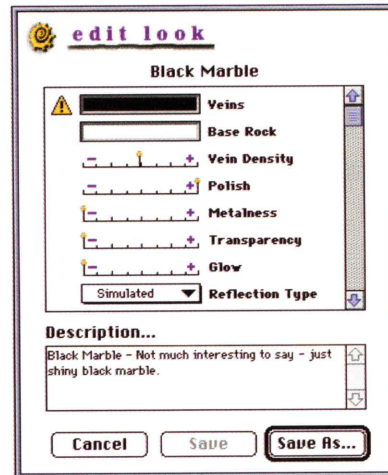 edit look
Black Marble
Veins
Base Rock
- + Vein Density
- + Polish
- + Metalness
- + Transparency
- + Glow
Simulated Reflection Type
Description...
Black Marble - Not much interesting to say - just
shiny black marble.
Cancel Save Save As...